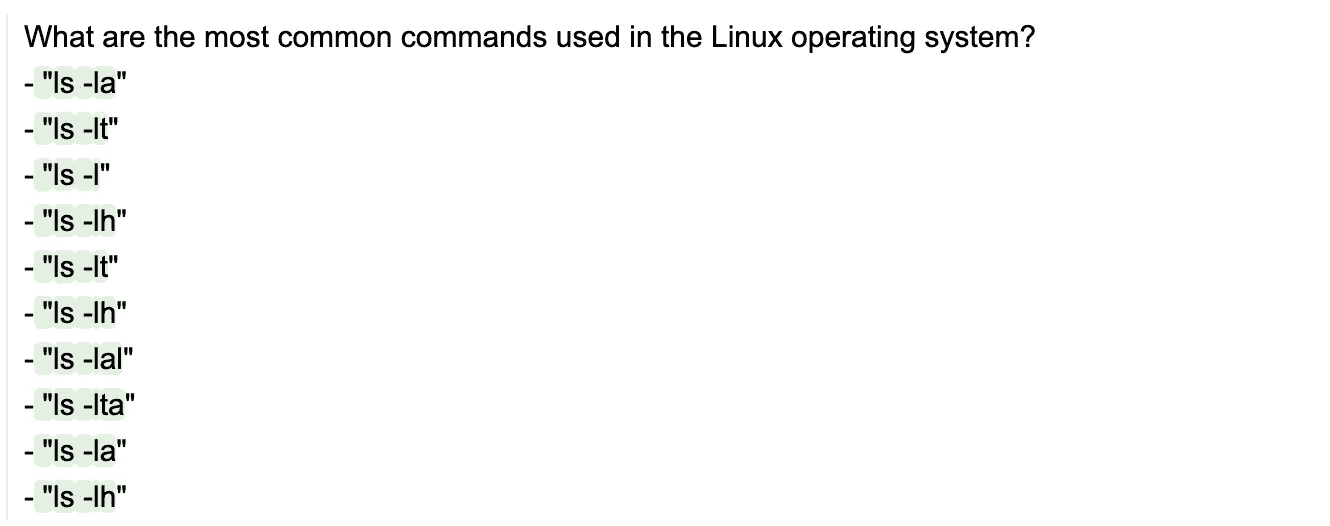 What are the most common commands used in the Linux operating system?
- "ls -la"
- "ls -lt"
- "ls -l"
- "ls -lh"
- "ls -lt"
- "ls -lh"
- "ls -lal"
- "ls -lta"
- "ls -la"
- "ls -lh"